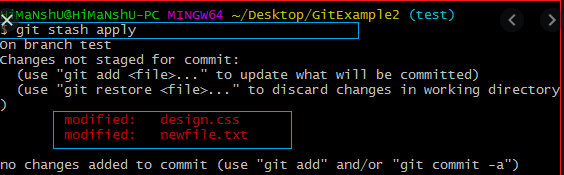 HiMaNShU@HiMaNShU-PC MINGW64 ~/Desktop/GitExample2 (test)
$ git stash apply
On branch test
Changes not staged for commit:
  (use "git add <file>..." to update what will be committed)
  (use "git restore <file>..." to discard changes in working directory
)
        modified:   design.css
        modified:   newfile.txt

no changes added to commit (use "git add" and/or "git commit -a")